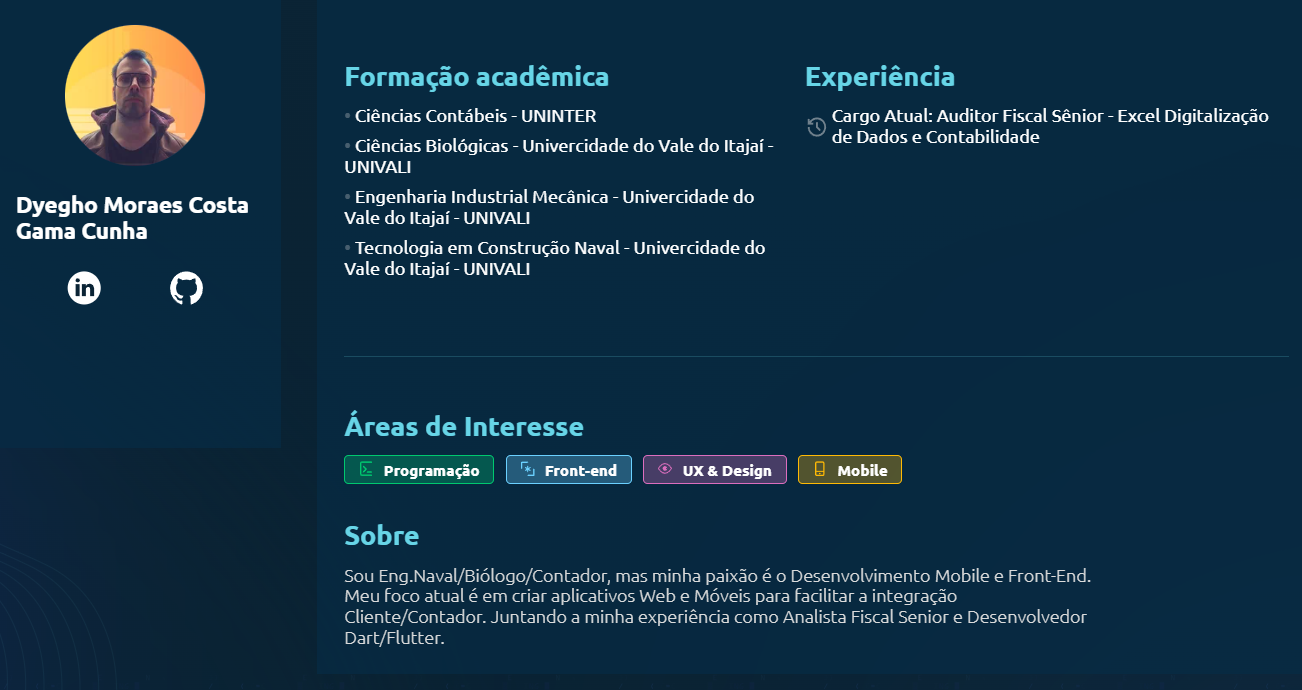 Dyegho Moraes Costa
Gama Cunha
in
Formação acadêmica
• Ciências Contábeis - UNINTER
• Ciências Biológicas - Univercidade do Vale do Itajaí -
UNIVALI
• Engenharia Industrial Mecânica - Univercidade do
Vale do Itajaí - UNIVALI
• Tecnologia em Construção Naval - Univercidade do
Vale do Itajaí - UNIVALI
Experiência
Cargo Atual: Auditor Fiscal Sênior - Excel Digitalização
de Dados e Contabilidade
Áreas de Interesse
Programação
Front-end
UX & Design
Mobile
Sobre
Sou Eng.Naval/Biólogo/Contador, mas minha paixão é o Desenvolvimento Mobile e Front-End.
Meu foco atual é em criar aplicativos Web e Móveis para facilitar a integração
Cliente/Contador. Juntando a minha experiência como Analista Fiscal Senior e Desenvolvedor
Dart/Flutter.